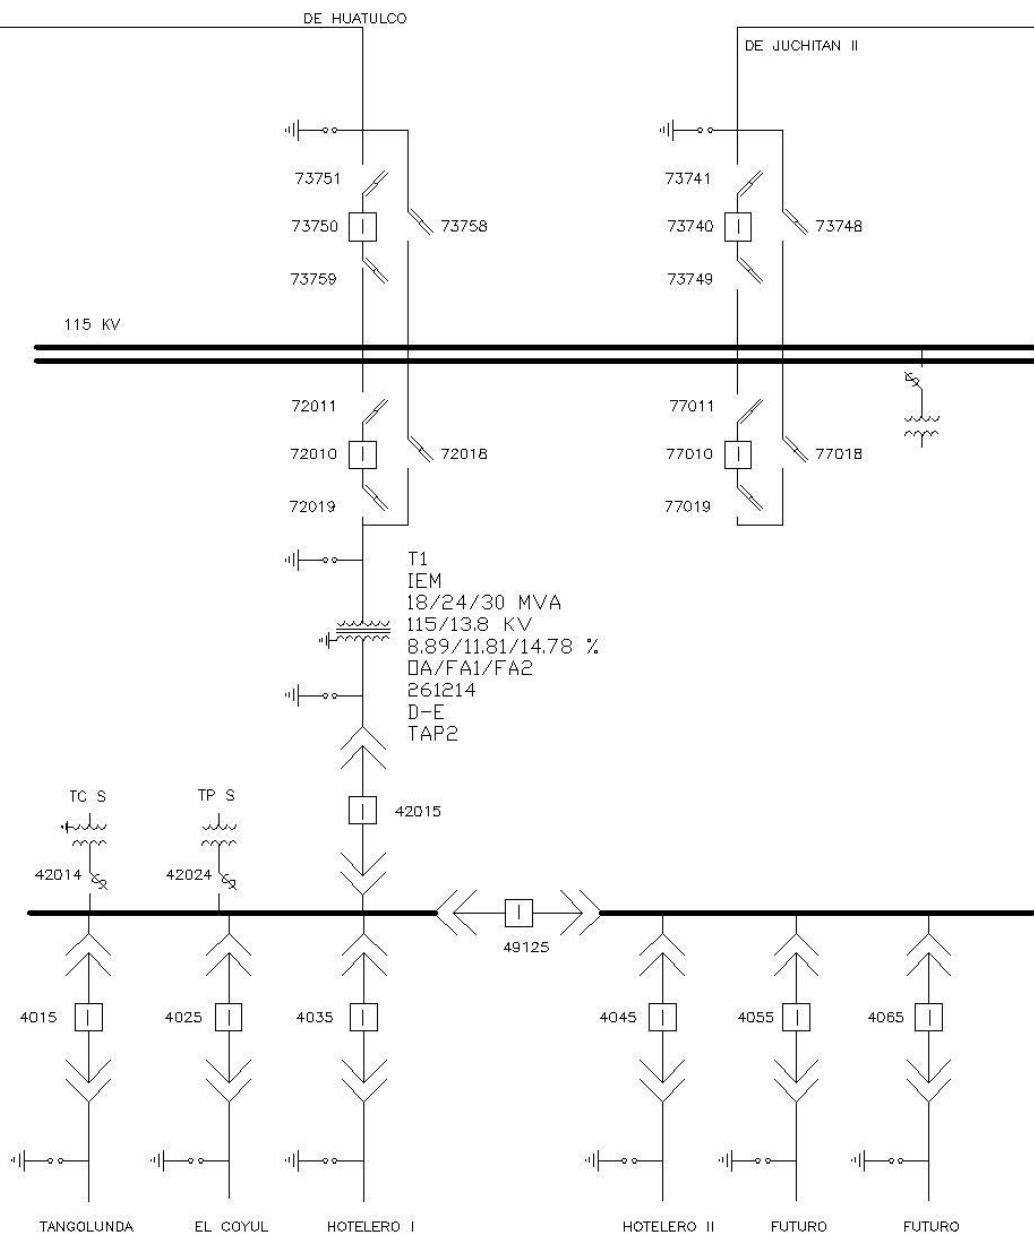 DE HUATULCO
DE JUCHITAN II
73751
73741
73750
73758
73740
73748
73759
73749
115 KV
72011
77011
72010
72018
77010
77018
72019
77019
T1
IEM
18/24/30 MVA
115/13.8 KV
8.89/11.81/14.78 %
OA/FA1/FA2
261214
D-E
TAP2
TC S
TP S
42015
42014
42024
49125
4015
4025
4035
4045
4055
4065
TANGOLUNDA
EL COYUL
HOTELERO I
HOTELERO II
FUTURO
FUTURO